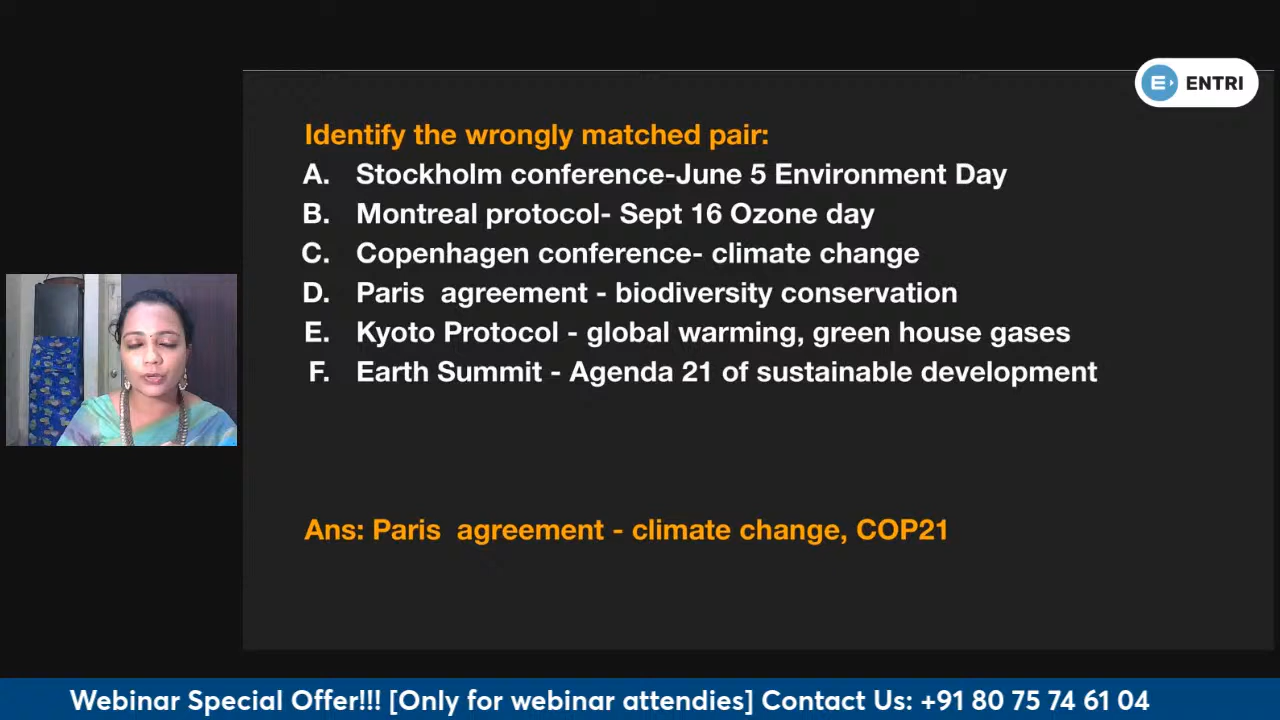 E ENTRI
Identify the wrongly matched pair:
A. Stockholm conference-June 5 Environment Day
B. Montreal protocol- Sept 16 Ozone day
C. Copenhagen conference- climate change
D. Paris agreement - biodiversity conservation
E. Kyoto Protocol - global warming, green house gases
F. Earth Summit - Agenda 21 of sustainable development
Ans: Paris agreement - climate change, COP21
Webinar Special Offer!!! [Only for webinar attendies] Contact Us: +91 80 75 74 61 04